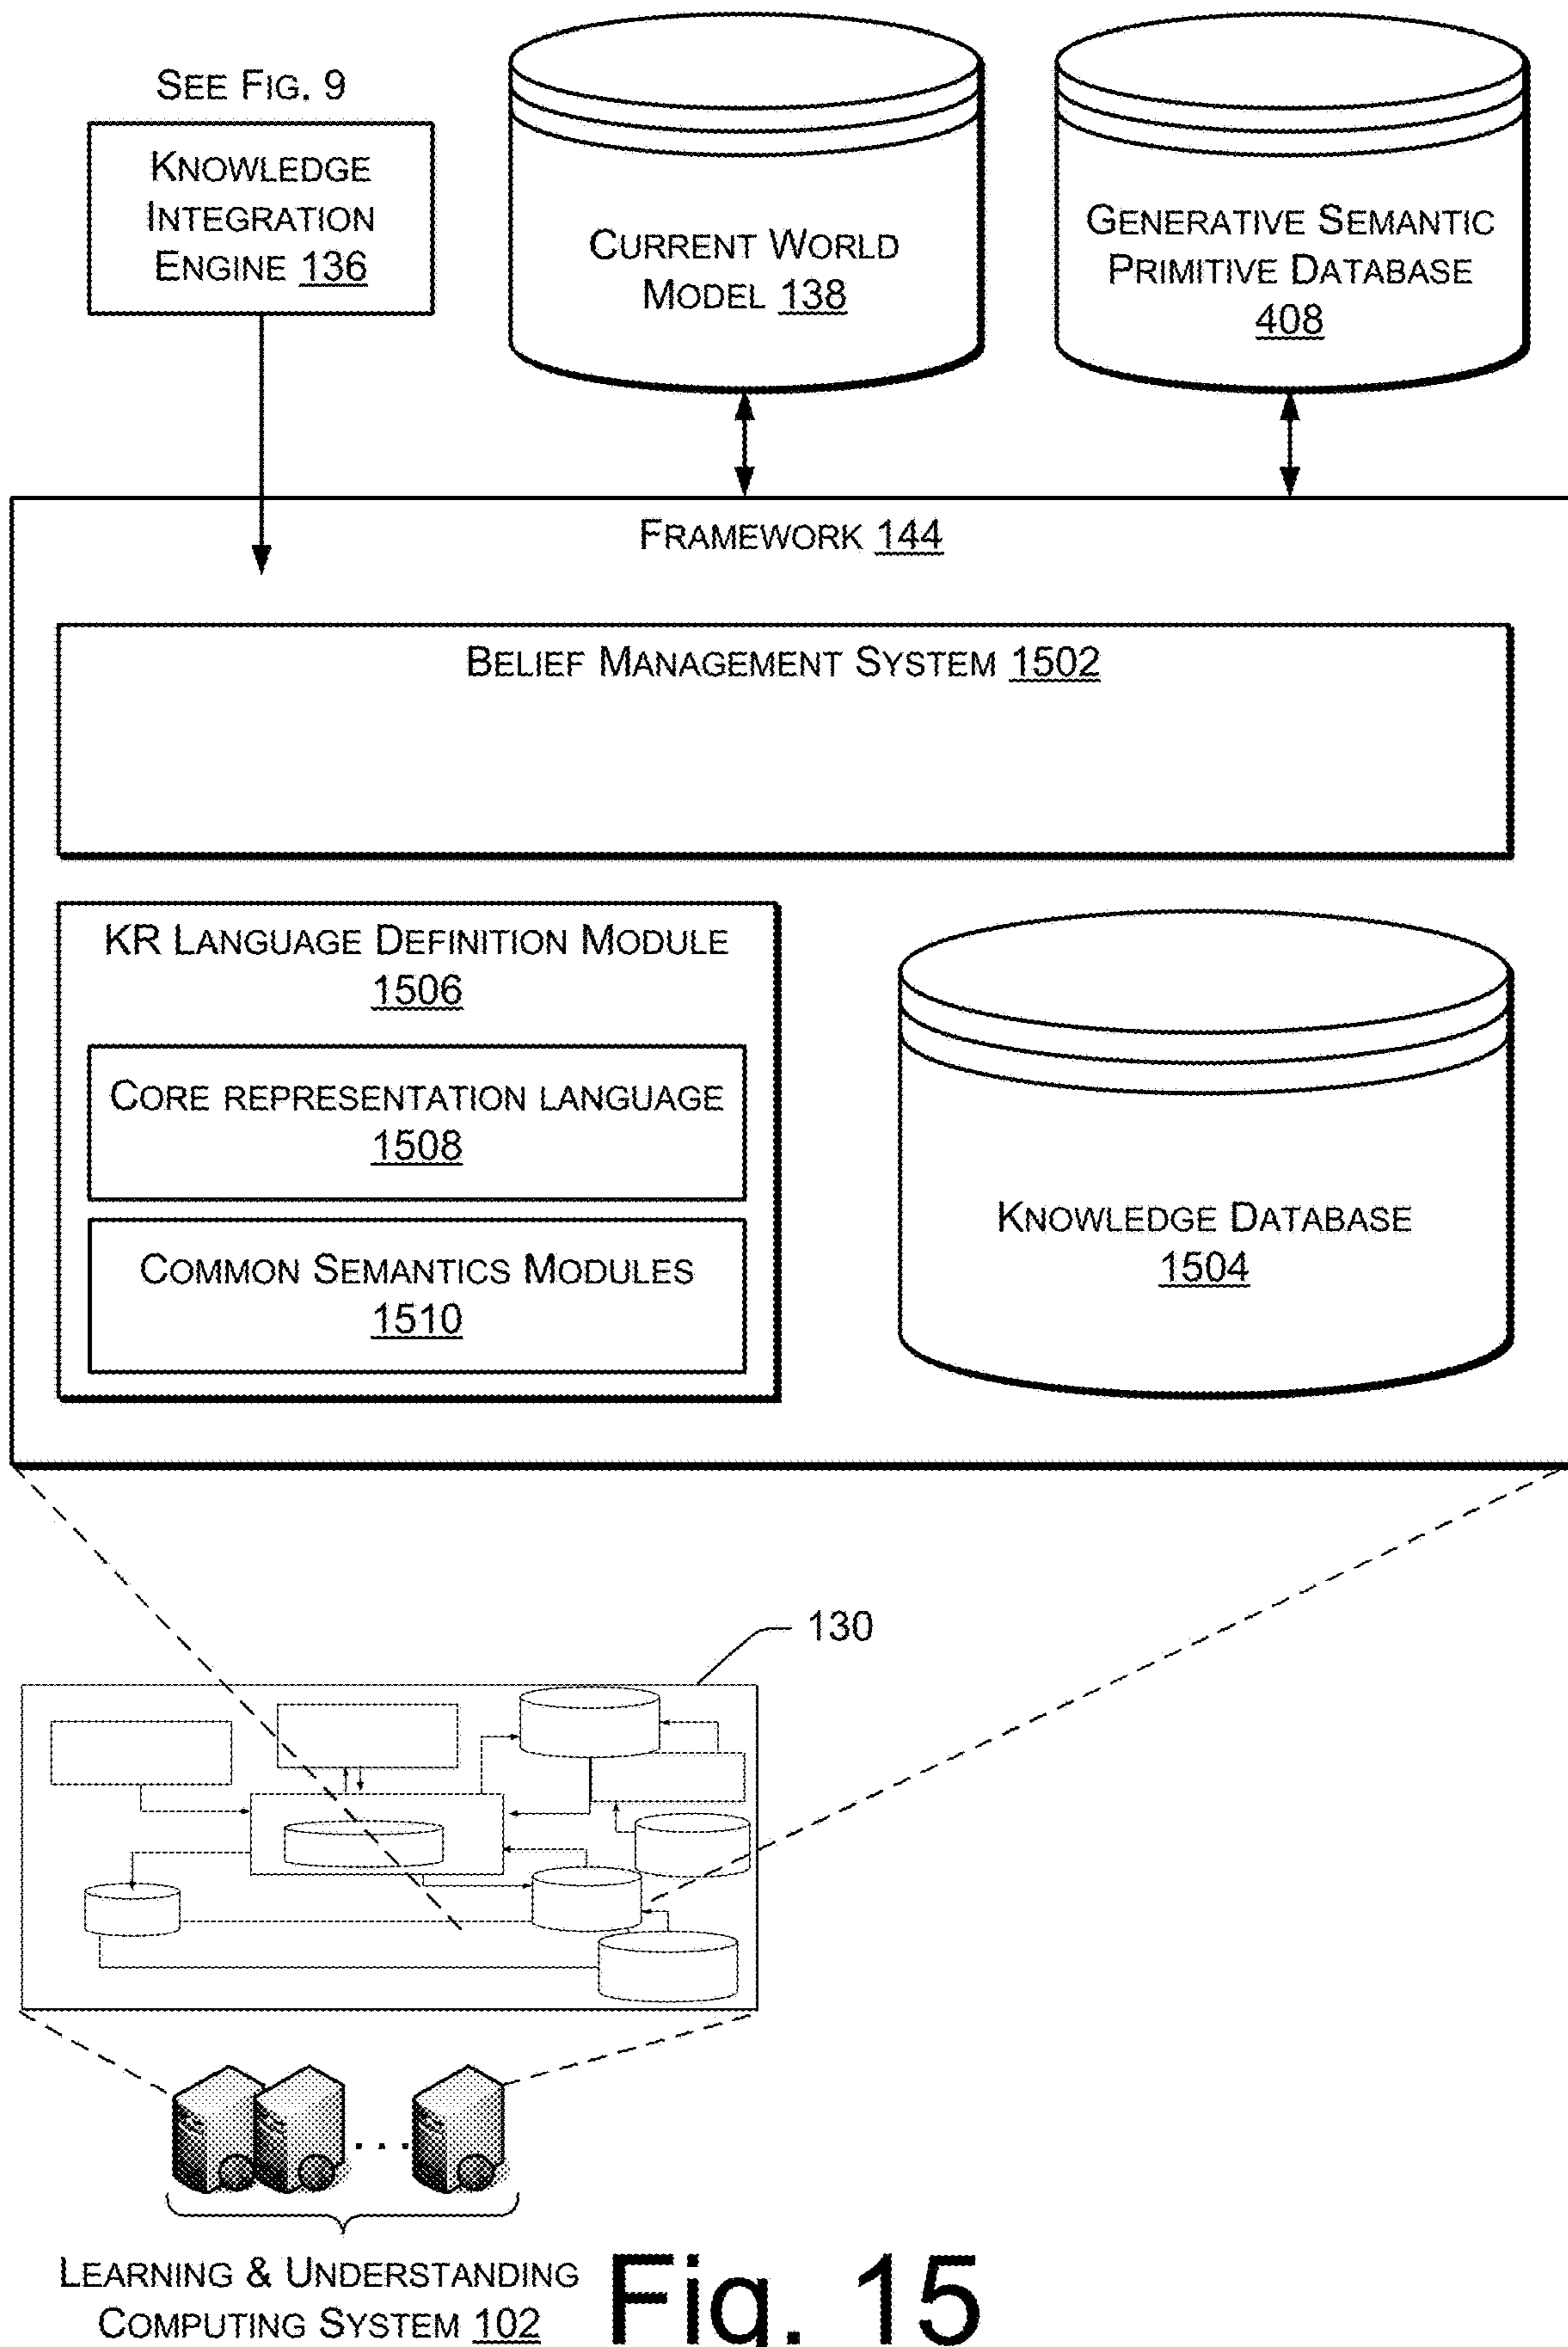 SEE FIG. 9
KNOWLEDGE
INTEGRATION
ENGINE 136
CURRENT WORLD
MODEL 138
GENERATIVE SEMANTIC
PRIMITIVE DATABASE
408
FRAMEWORK 144
BELIEF MANAGEMENT SYSTEM 1502
KR LANGUAGE DEFINITION MODULE
1506
CORE REPRESENTATION LANGUAGE
1508
COMMON SEMANTICS MODULES
1510
KNOWLEDGE DATABASE
1504
130
...
LEARNING & UNDERSTANDING
COMPUTING SYSTEM 102
Fig. 15